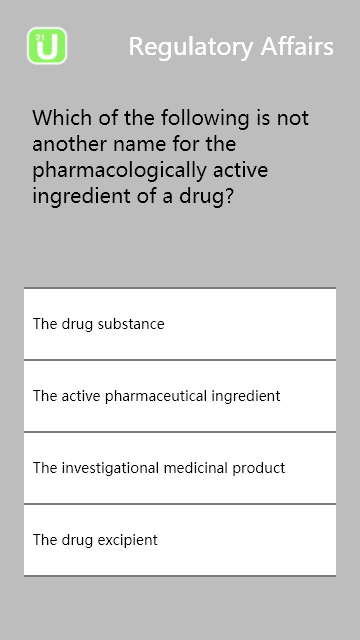 21
U
Regulatory Affairs
Which of the following is not
another name for the
pharmacologically active
ingredient of a drug?
The drug substance
The active pharmaceutical ingredient
The investigational medicinal product
The drug excipient